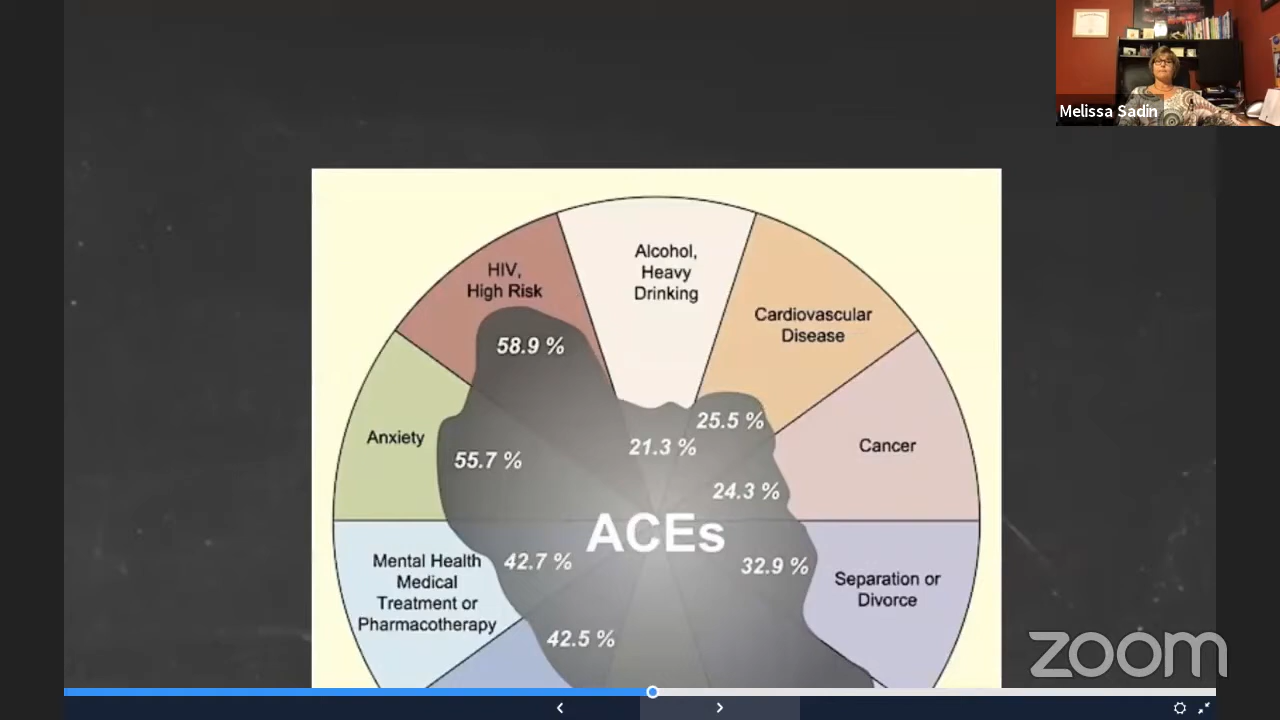 Melissa Sadin
Alcohol,
Heavy
Drinking
HIV,
High Risk
Cardiovascular
Disease
58.9 %
25.5 %
Anxiety
21.3 %
Cancer
55.7 %
24.3 %
ACEs
Mental Health
Medical
Treatment or
Pharmacotherapy
42.7 %
32.9 %
Separation or
Divorce
42.5 %
zoom